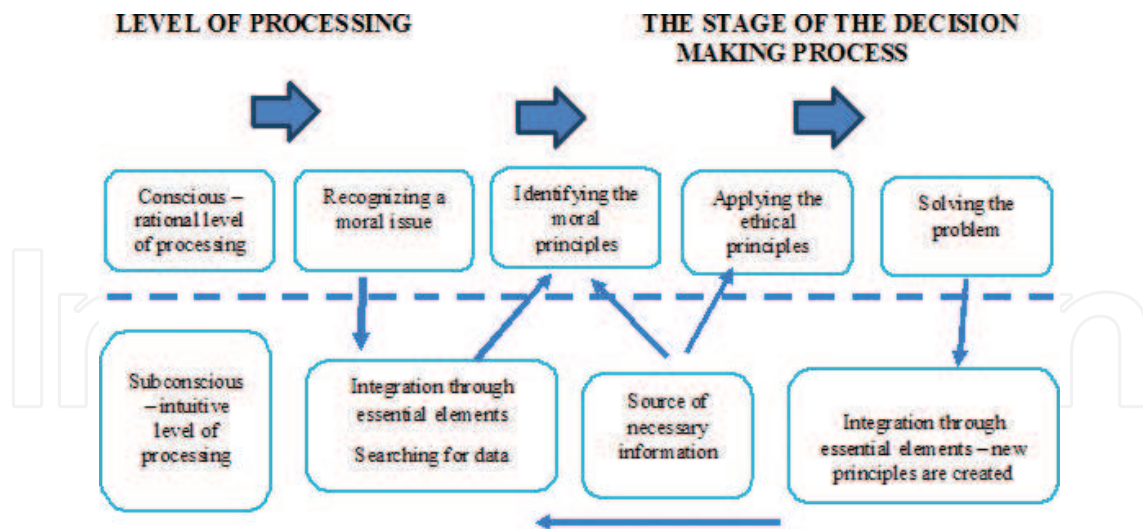 LEVEL OF PROCESSING
THE STAGE OF THE DECISION
MAKING PROCESS
Conscious –
rational level
of processing
Recognizing a
moral issue
Identifying the
moral
principles
Applying the
ethical
principles
Solving the
problem
Subconscious
–intuitive
level of
processing
Integration through
essential elements
Searching for data
Source of
necessary
information
Integration through
essential elements – new
principles are created